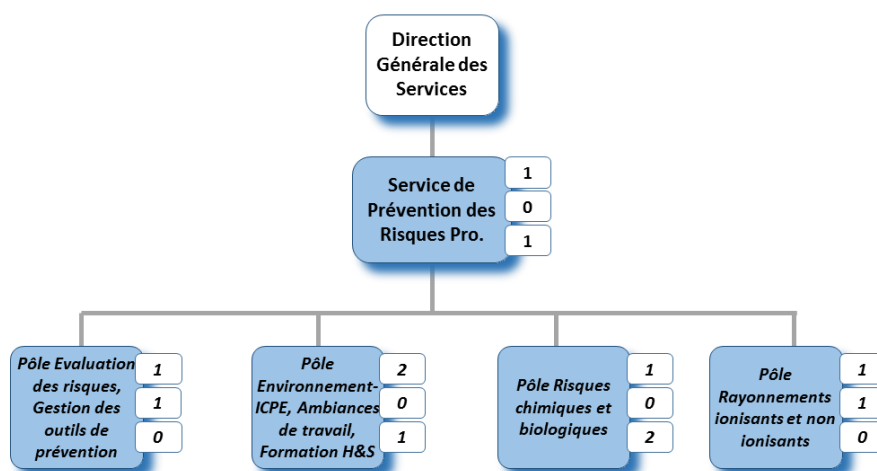 Direction
Générale des
Services
Service de
Prévention des
Risques Pro.
1
0
1
Pôle Evaluation
des risques,
Gestion des
outils de
prévention
1
1
0
Pôle
Environnement-
ICPE, Ambiances
de travail,
Formation H&S
2
0
1
Pôle Risques
chimiques et
biologiques
1
0
2
Pôle
Rayonnements
ionisants et non
ionisants
1
1
0